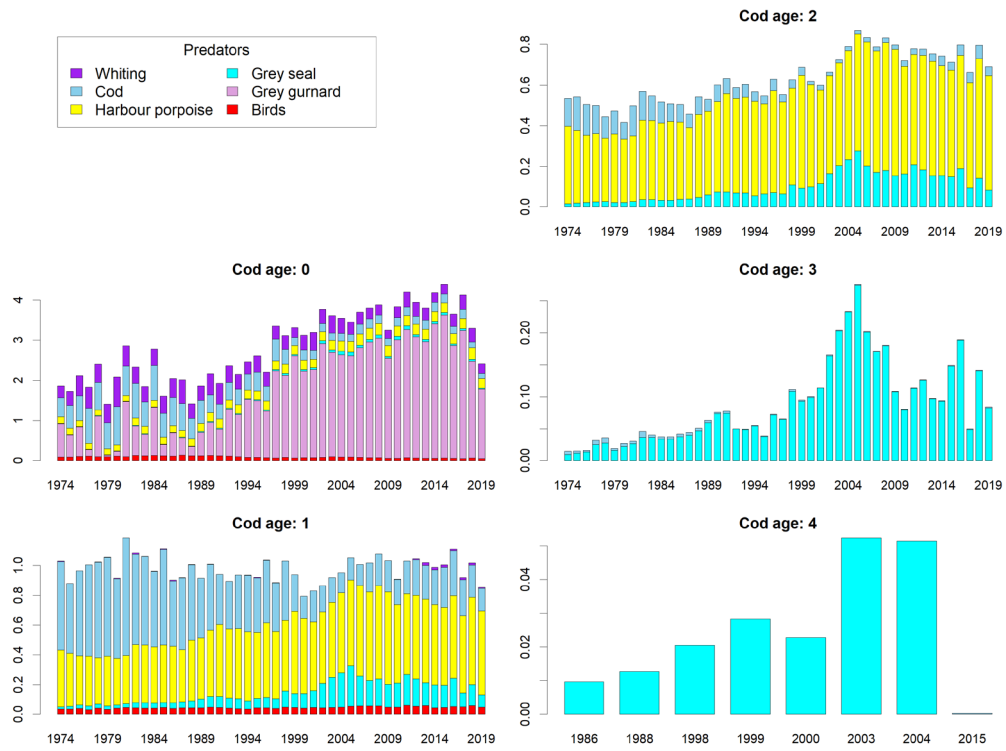 Predators
Whiting Grey seal
Cod Grey gurnard
Harbour porpoise Birds
Cod age: 2
0.8
0.6
0.4
0.2
0.0
1974 1979 1984 1989 1994 1999 2004 2009 2014 2019
Cod age: 0
4
3
2
1
0
1974 1979 1984 1989 1994 1999 2004 2009 2014 2019
Cod age: 3
0.20
0.10
0.00
1974 1979 1984 1989 1994 1999 2004 2009 2014 2019
Cod age: 1
1.0
0.8
0.6
0.4
0.2
0.0
1974 1979 1984 1989 1994 1999 2004 2009 2014 2019
Cod age: 4
0.04
0.02
0.00
1986 1988 1998 1999 2000 2003 2004 2015